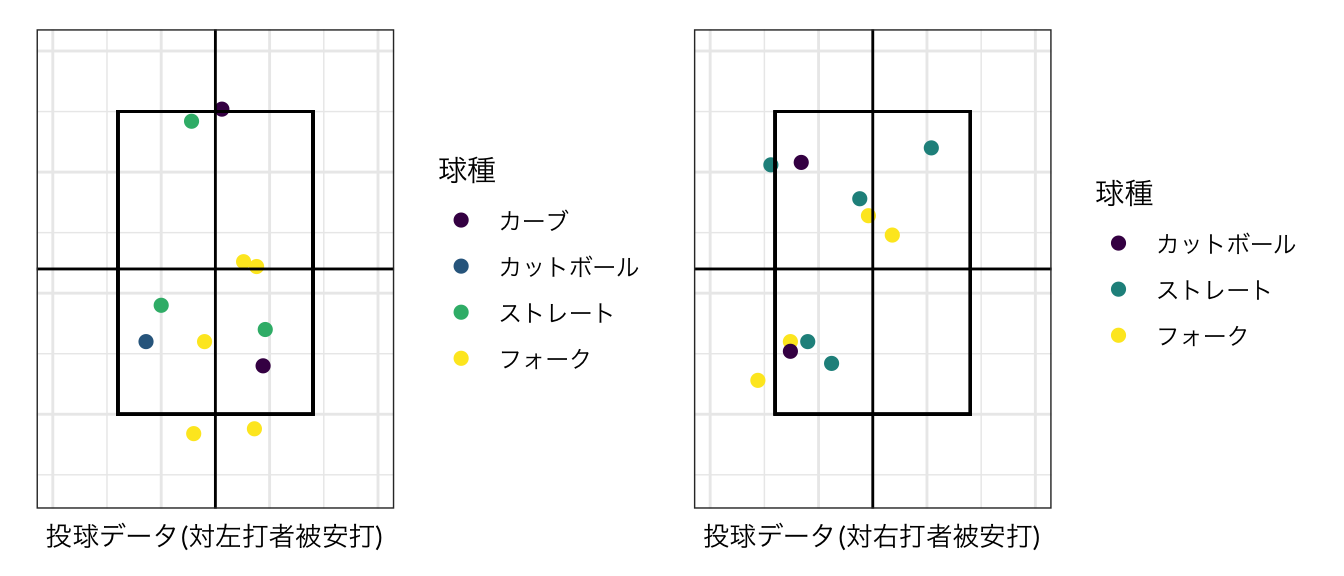 球種
カーブ
カットボール
ストレート
フォーク
投球データ(対左打者被安打)
球種
カットボール
ストレート
フォーク
投球データ(対右打者被安打)